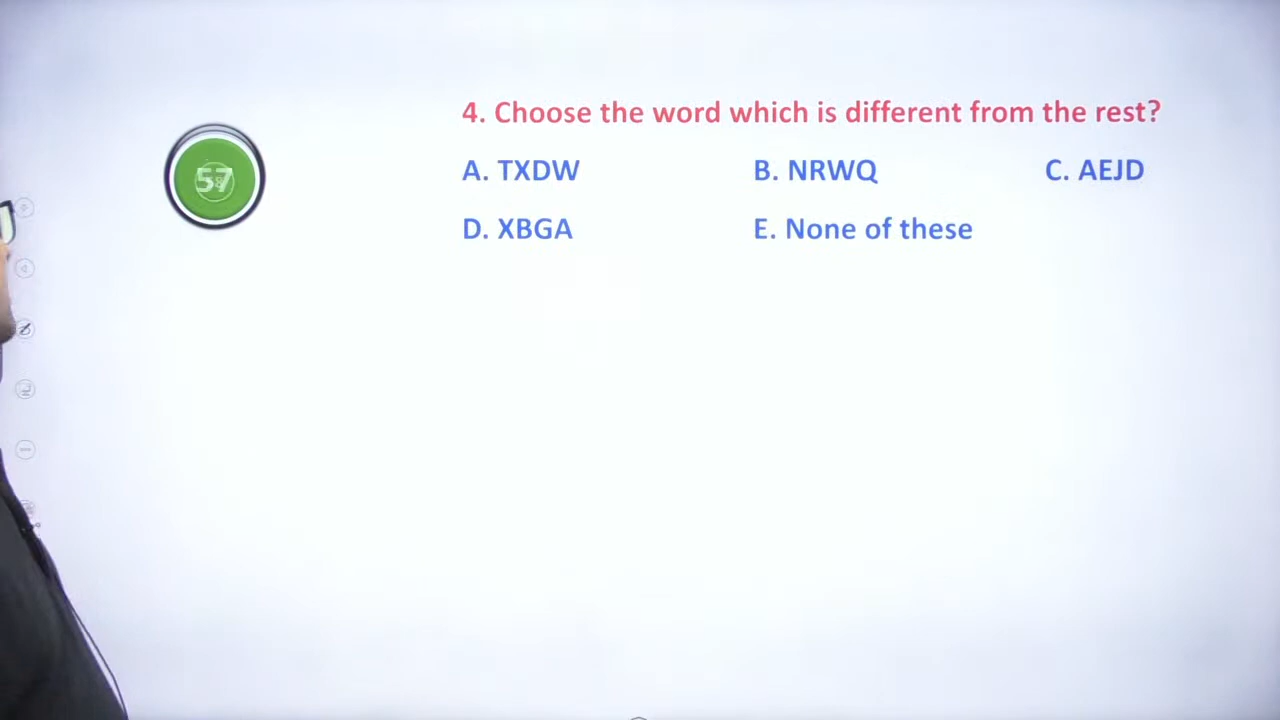 4. Choose the word which is different from the rest?
57
A. TXDW B. NRWQ C. AEJD
D. XBGA E. None of these